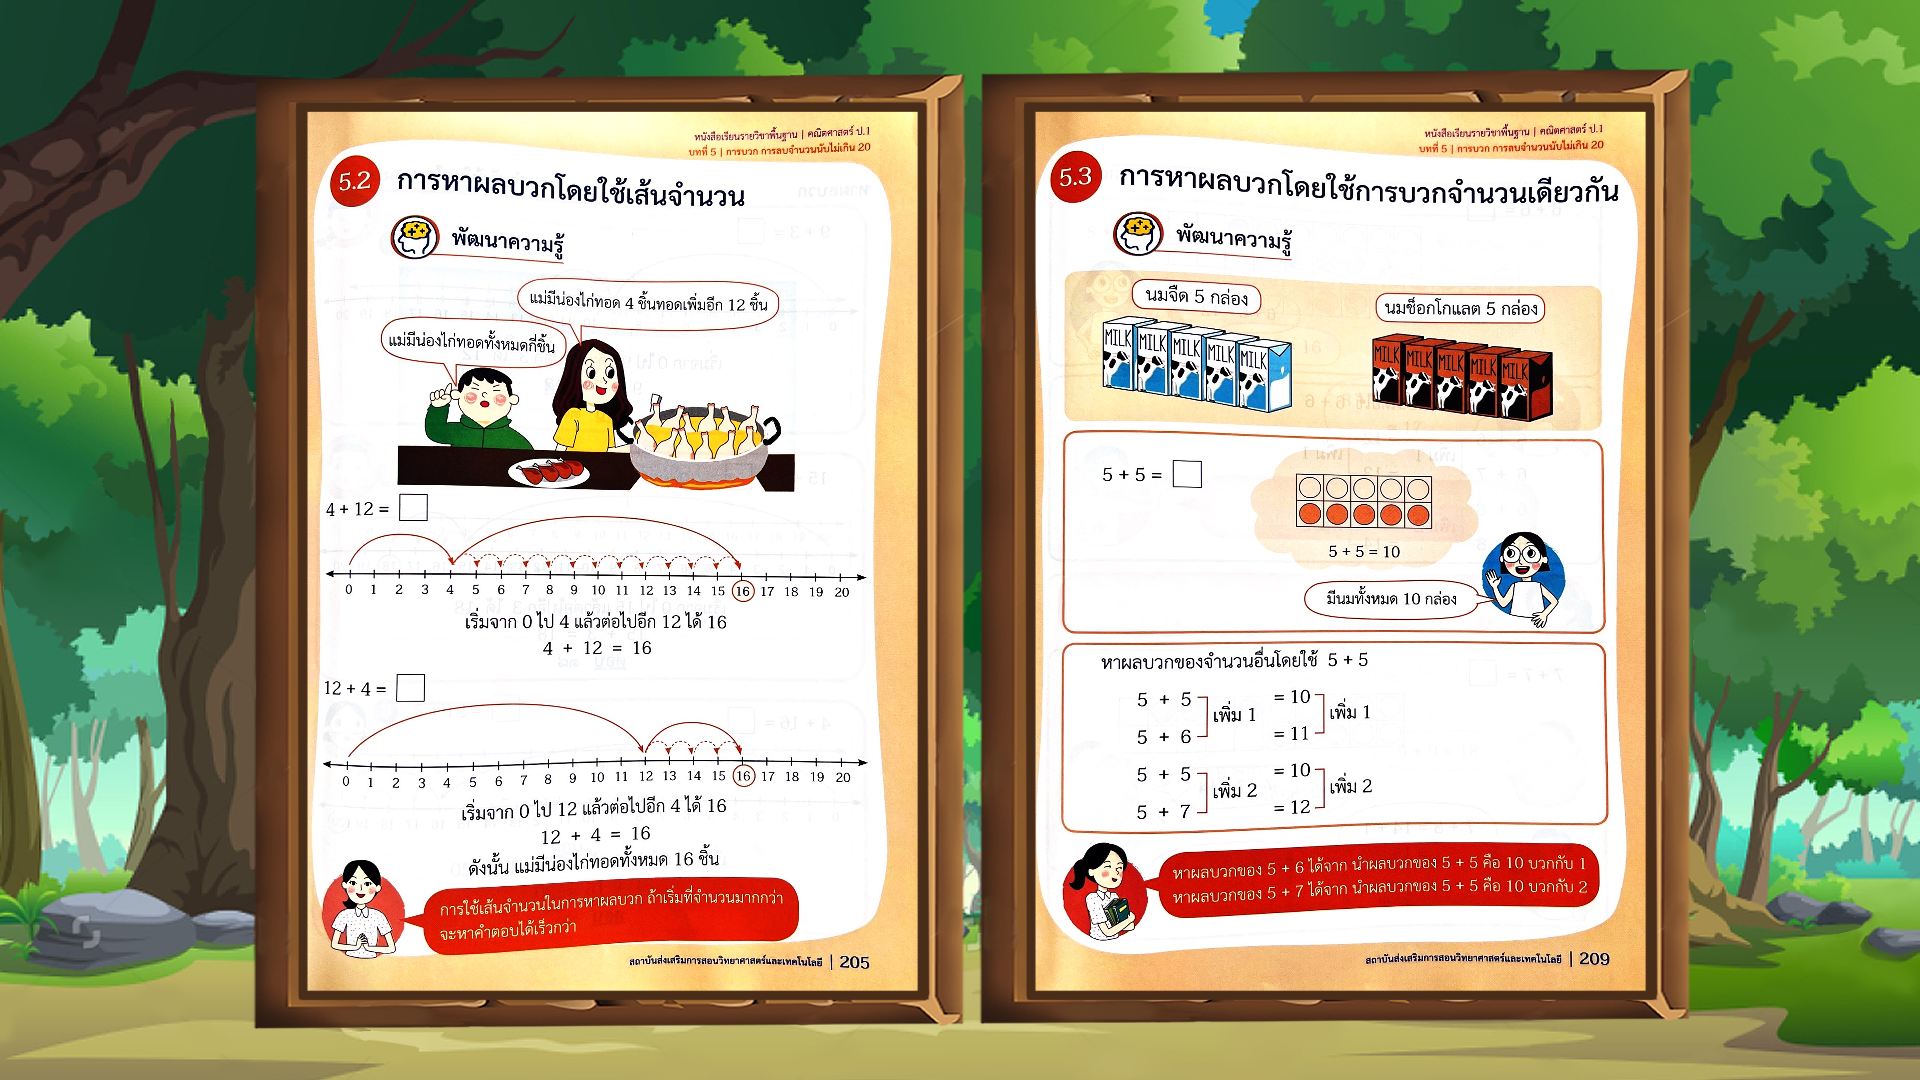 หนังสือเรียนรายวิชาพื้นฐาน | คณิตศาสตร์ ป.1
บทที่ 5 | การบวก การลบจำนวนนับไม่เกิน 20
5.2 การหาผลบวกโดยใช้เส้นจำนวน
พัฒนาความรู้
แม่มีน่องไก่ทอด 4 ชิ้นทอดเพิ่มอีก 12 ชิ้น
แม่มีน่องไก่ทอดทั้งหมดกี่ชิ้น
4 + 12 =
0 1 2 3 4 5 6 7 8 9 10 11 12 13 14 15 16 17 18 19 20
เริ่มจาก 0 ไป 4 แล้วต่อไปอีก 12 ได้ 16
4 + 12 = 16
12 + 4 =
0 1 2 3 4 5 6 7 8 9 10 11 12 13 14 15 16 17 18 19 20
เริ่มจาก 0 ไป 12 แล้วต่อไปอีก 4 ได้ 16
12 + 4 = 16
ดังนั้น แม่มีน่องไก่ทอดทั้งหมด 16 ชิ้น
การใช้เส้นจำนวนในการหาผลบวก ถ้าเริ่มที่จำนวนมากกว่า
จะหาคำตอบได้เร็วกว่า
สถาบันส่งเสริมการสอนวิทยาศาสตร์และเทคโนโลยี | 205
หนังสือเรียนรายวิชาพื้นฐาน | คณิตศาสตร์ ป.1
บทที่ 5 | การบวก การลบจำนวนนับไม่เกิน 20
5.3 การหาผลบวกโดยใช้การบวกจำนวนเดียวกัน
พัฒนาความรู้
นมจืด 5 กล่อง
นมช็อกโกแลต 5 กล่อง
MILK MILK MILK MILK MILK
MILK MILK MILK MILK MILK
5 + 5 =
5 + 5 = 10
มีนมทั้งหมด 10 กล่อง
หาผลบวกของจำนวนอื่นโดยใช้ 5 + 5
5 + 5 = 10
เพิ่ม 1 เพิ่ม 1
5 + 6 = 11
5 + 5 = 10
เพิ่ม 2 เพิ่ม 2
5 + 7 = 12
หาผลบวกของ 5 + 6 ได้จาก นำผลบวกของ 5 + 5 คือ 10 บวกกับ 1
หาผลบวกของ 5 + 7 ได้จาก นำผลบวกของ 5 + 5 คือ 10 บวกกับ 2
สถาบันส่งเสริมการสอนวิทยาศาสตร์และเทคโนโลยี | 209